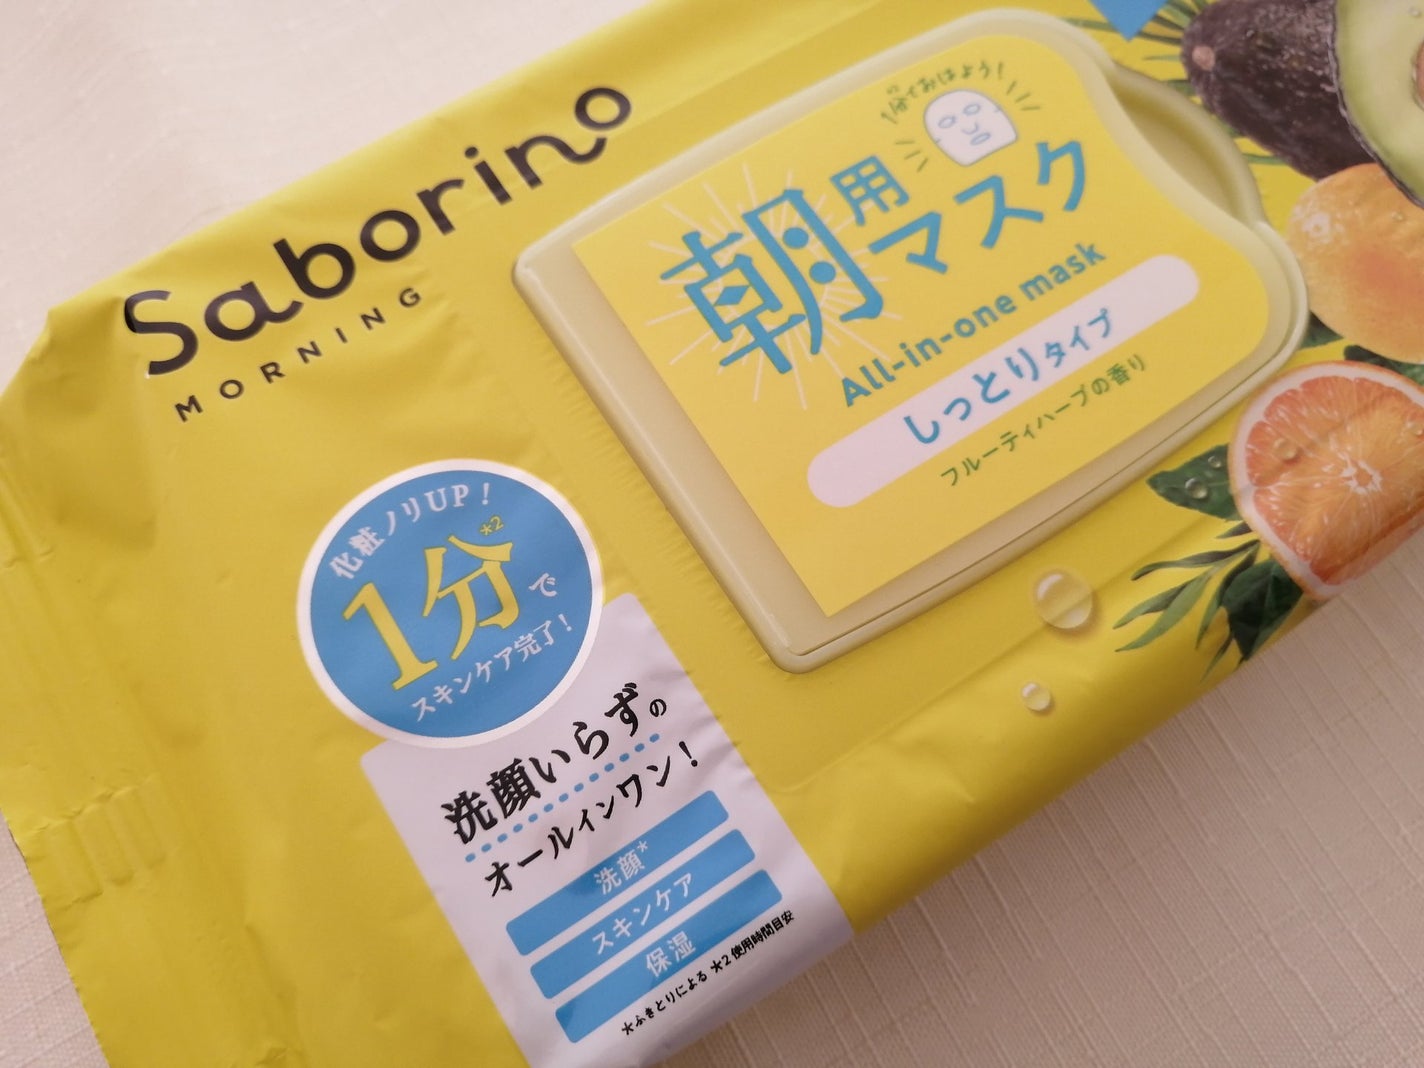 Saborino
MORNING
1分でおはよう!
朝用マスク
All-in-one mask
しっとりタイプ
フルーティハーブの香り
化粧ノリUP!
1分*2で
スキンケア完了!
洗顔いらずの
オールインワン!
洗顔*
スキンケア
保湿
*ふきとりによる *2 使用時間目安